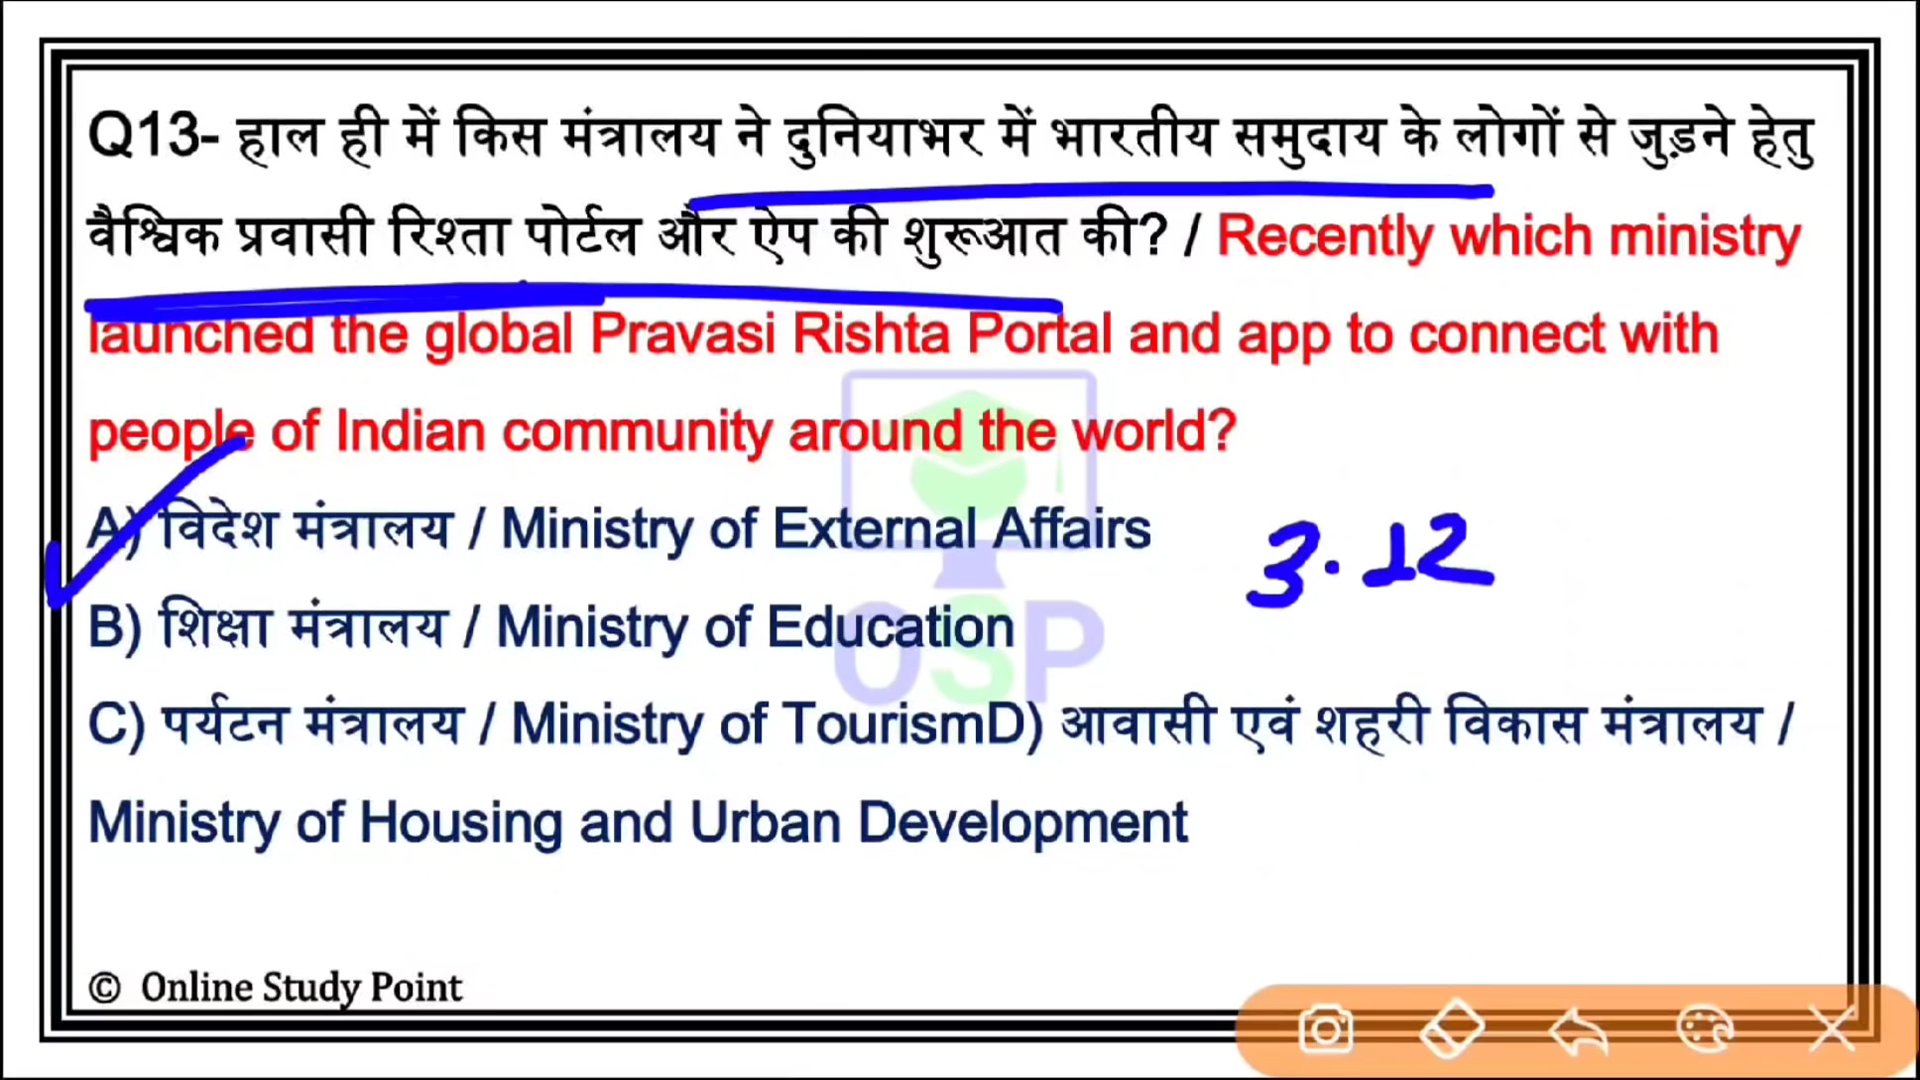 Q13- हाल ही में किस मंत्रालय ने दुनियाभर में भारतीय समुदाय के लोगों से जुड़ने हेतु
वैश्विक प्रवासी रिश्ता पोर्टल और ऐप की शुरूआत की? / Recently which ministry
launched the global Pravasi Rishta Portal and app to connect with
people of Indian community around the world?
A) विदेश मंत्रालय / Ministry of External Affairs
3.12
B) शिक्षा मंत्रालय / Ministry of Education
OSP
C) पर्यटन मंत्रालय / Ministry of TourismD) आवासी एवं शहरी विकास मंत्रालय /
Ministry of Housing and Urban Development
© Online Study Point